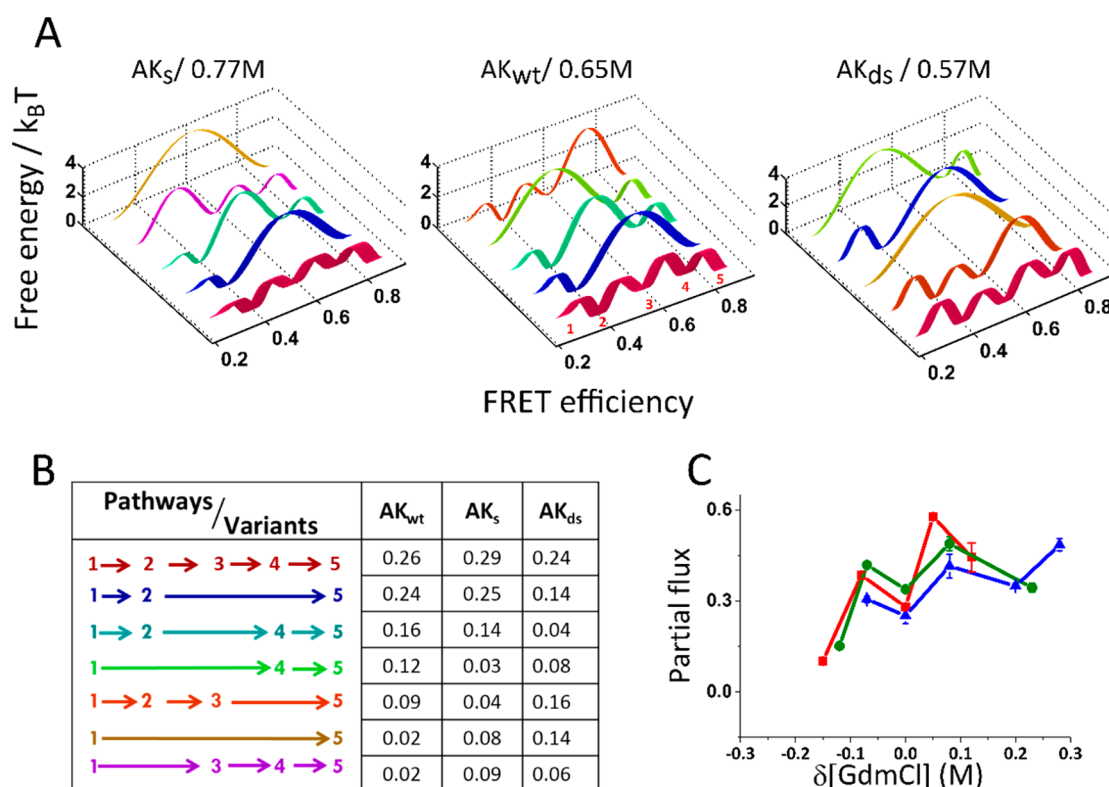 A
AKs/ 0.77M
AKwt/ 0.65M
AKds / 0.57M
Free energy / kBT
4
2
0
4
2
0
4
2
0
0.2
0.4
0.6
0.8
1
2
3
4
5
0.2
0.4
0.6
0.8
0.2
0.4
0.6
0.8
FRET efficiency
B
Pathways/Variants AKwt AKs AKds
1 → 2 → 3 → 4 → 5 0.26 0.29 0.24
1 → 2 → 5 0.24 0.25 0.14
1 → 2 → 4 → 5 0.16 0.14 0.04
1 → 4 → 5 0.12 0.03 0.08
1 → 2 → 3 → 5 0.09 0.04 0.16
1 → 5 0.02 0.08 0.14
1 → 3 → 4 → 5 0.02 0.09 0.06
C
Partial flux
0.6
0.3
0.0
-0.3 -0.2 -0.1 0.0 0.1 0.2 0.3
δ[GdmCl] (M)